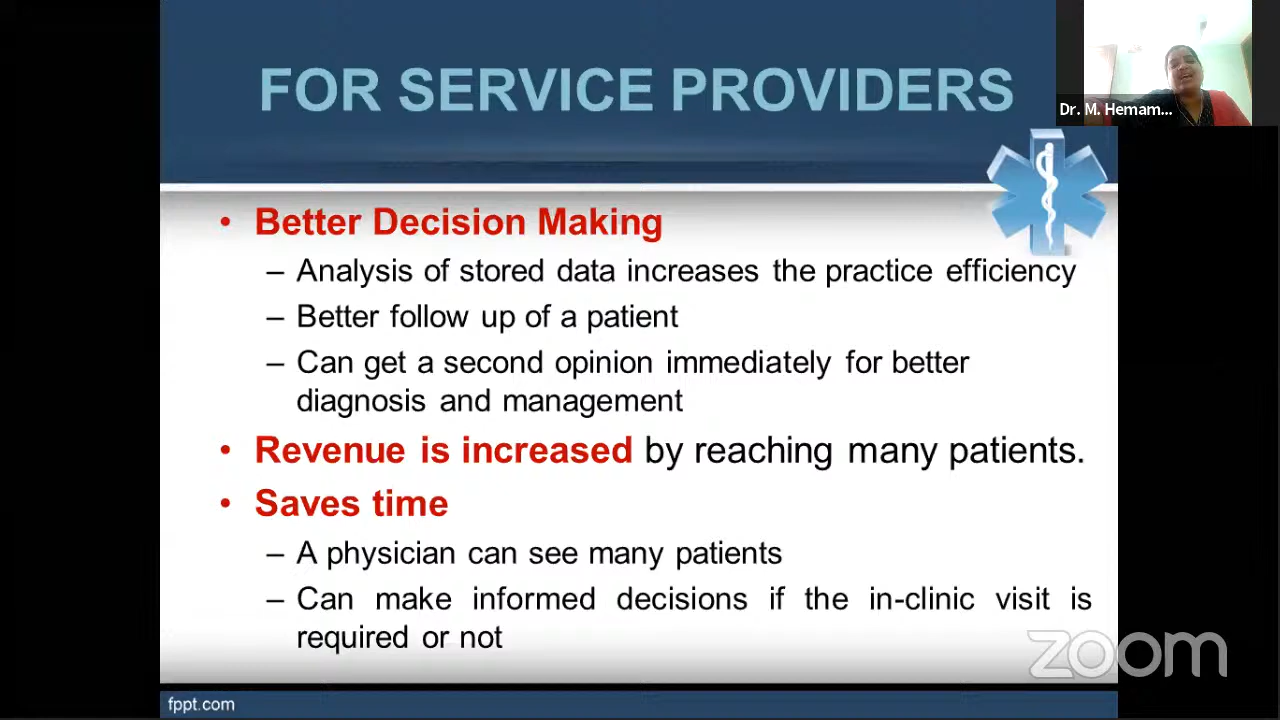 FOR SERVICE PROVIDERS
Dr. M. Hemam...
• Better Decision Making
– Analysis of stored data increases the practice efficiency
– Better follow up of a patient
– Can get a second opinion immediately for better
diagnosis and management
• Revenue is increased by reaching many patients.
• Saves time
– A physician can see many patients
– Can make informed decisions if the in-clinic visit is
required or not
zoom
fppt.com